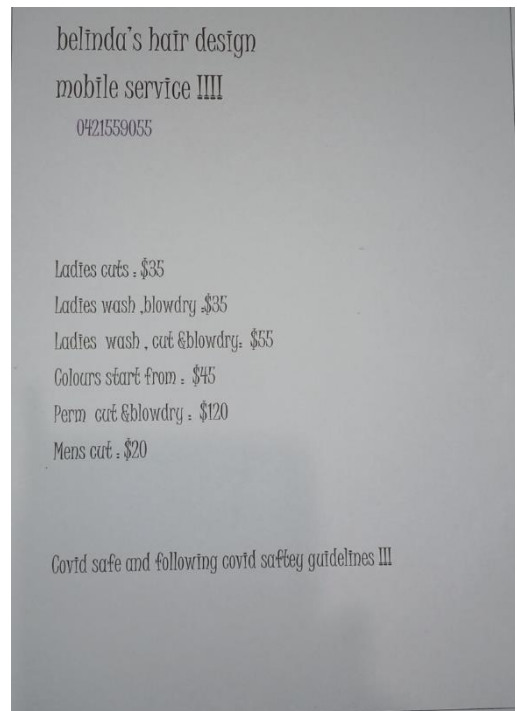 belinda's hair design
mobile service !!!!
0421559055
Ladies cuts : $35
Ladies wash ,blowdry :$35
Ladies wash , cut &blowdry: $55
Colours start from : $45
Perm cut &blowdry : $120
Mens cut : $20
Covid safe and following covid saftey guidelines !!!